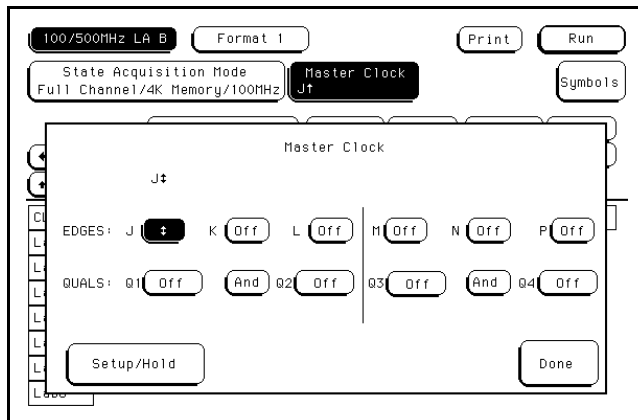 100/500MHz LA B Format 1 Print Run
State Acquisition Mode
Full Channel/4K Memory/100MHz
Master Clock
J↑
Symbols
Master Clock
J↕
EDGES: J ↕ K Off L Off M Off N Off P Off
QUALS: Q1 Off And Q2 Off Q3 Off And Q4 Off
Setup/Hold Done